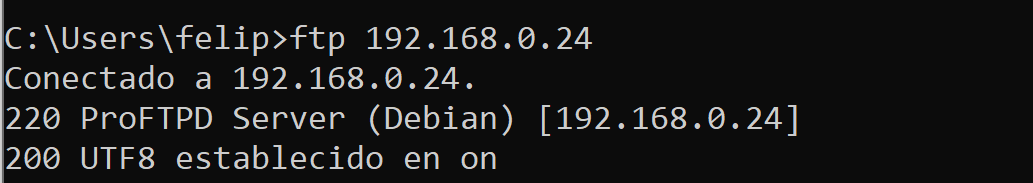 C:\Users\felip>ftp 192.168.0.24
Conectado a 192.168.0.24.
220 ProFTPD Server (Debian) [192.168.0.24]
200 UTF8 establecido en on